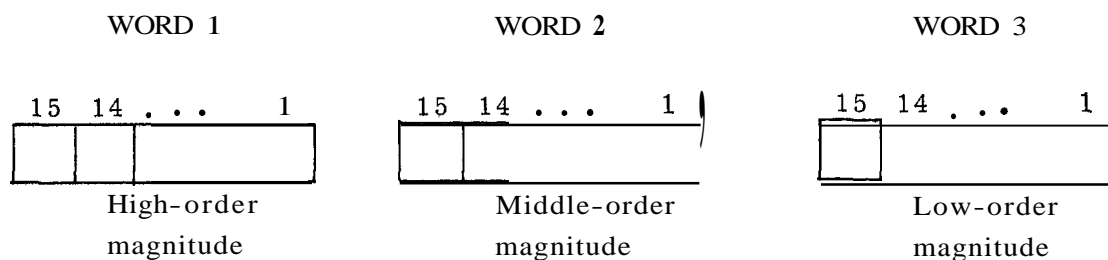 WORD 1 WORD 2 WORD 3
15 14 . . . 1 15 14 . . . 1 15 14 . . . 1
High-order Middle-order Low-order
magnitude magnitude magnitude